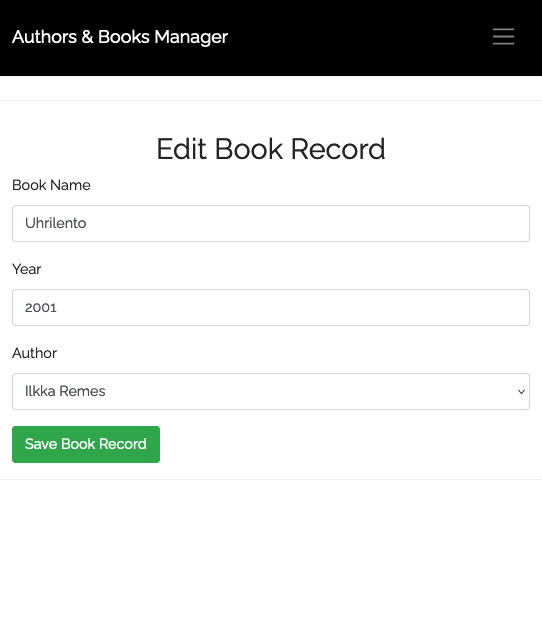 Authors & Books Manager
Edit Book Record
Book Name
Uhrilento
Year
2001
Author
Ilkka Remes
Save Book Record